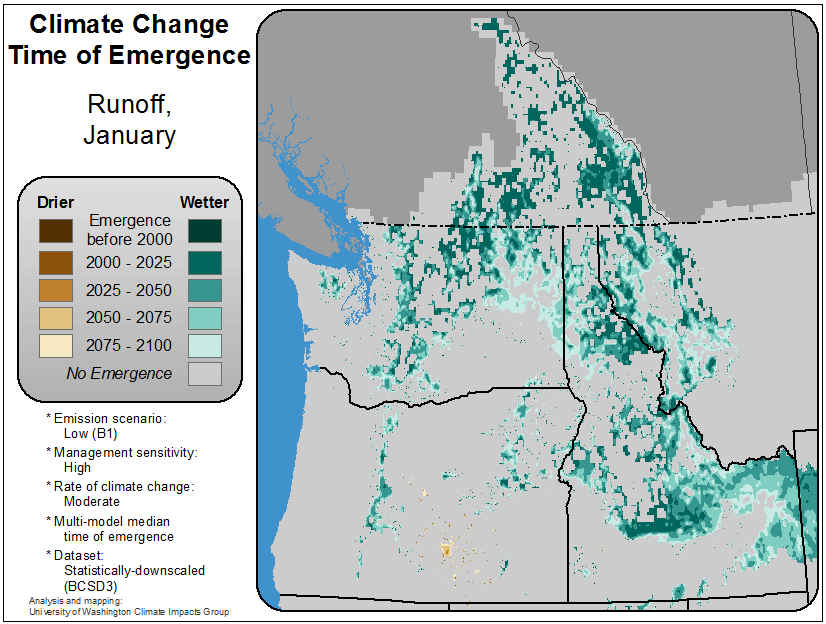 Climate Change
Time of Emergence
Runoff,
January
Drier
Wetter
Emergence
before 2000
2000 - 2025
2025 - 2050
2050 - 2075
2075 - 2100
No Emergence
* Emission scenario:
Low (B1)
* Management sensitivity:
High
* Rate of climate change:
Moderate
* Multi-model median
time of emergence
* Dataset:
Statistically-downscaled
(BCSD3)
Analysis and mapping:
University of Washington Climate Impacts Group